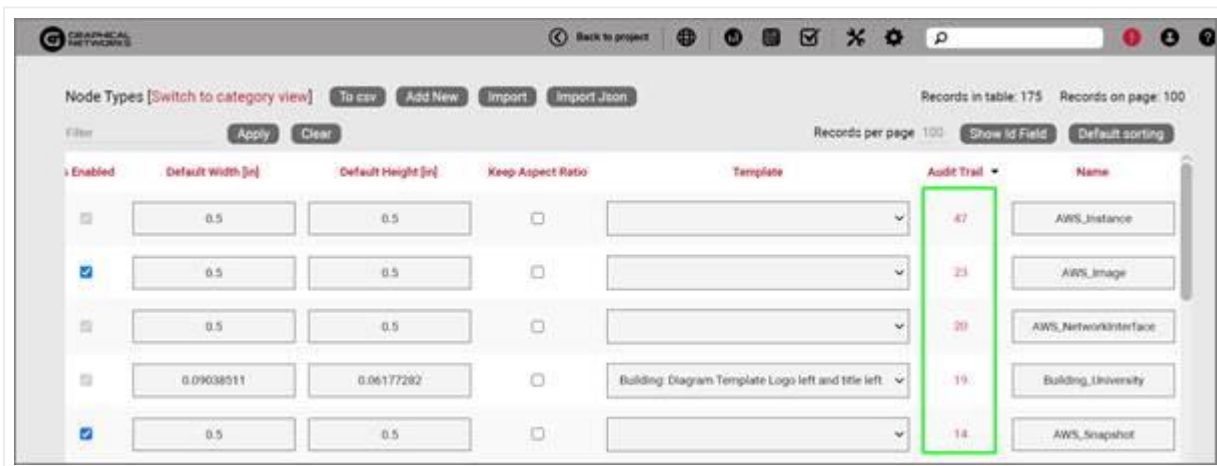 GRAPHICAL NETWORKS
Back to project
Node Types [Switch to category view] To csv Add New Import Import Json Records in table: 175 Records on page: 100
Filter Apply Clear Records per page 100 Show Id Field Default sorting
s Enabled Default Width [in] Default Height [in] Keep Aspect Ratio Template Audit Trail Name
0.5 0.5 47 AWS_Instance
0.5 0.5 23 AWS_Image
0.5 0.5 20 AWS_NetworkInterface
0.09038511 0.06177282 Building: Diagram Template Logo left and title left 19 Building_University
0.5 0.5 14 AWS_Snapshot